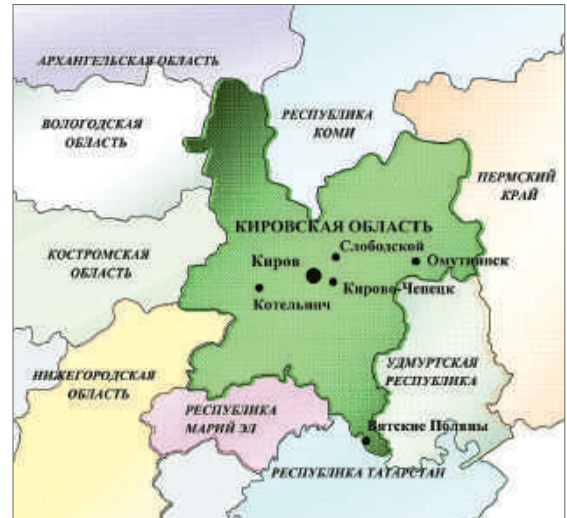 АРХАНГЕЛЬСКАЯ ОБЛАСТЬ
ВОЛОГОДСКАЯ
ОБЛАСТЬ
РЕСПУБЛИКА
КОМИ
ПЕРМСКИЙ
КРАЙ
КИРОВСКАЯ ОБЛАСТЬ
Слободской
КОСТРОМСКАЯ
ОБЛАСТЬ
Киров
Омутнинск
Кирово-Чепецк
Котельнич
НИЖЕГОРОДСКАЯ
ОБЛАСТЬ
УДМУРТСКАЯ
РЕСПУБЛИКА
РЕСПУБЛИКА
МАРИЙ ЭЛ
Вятские Поляны
РЕСПУБЛИКА ТАТАРСТАН